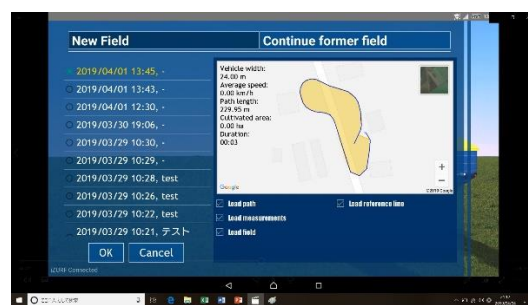 New Field
Continue former field
2019/04/01 13:45, -
2019/04/01 13:43, -
2019/04/01 12:30, -
2019/03/30 19:06, -
2019/03/29 10:30, -
2019/03/29 10:29, -
2019/03/29 10:28, test
2019/03/29 10:26, test
2019/03/29 10:22, test
2019/03/29 10:21, テスト
OK
Cancel
Vehicle width:
24.00 m
Average speed:
0.00 km/h
Path length:
229.95 m
Cultivated area:
0.00 ha
Duration:
00:03
+
−
Google
©2019 Google
Load path
Load reference line
Load measurements
Load field
Connected